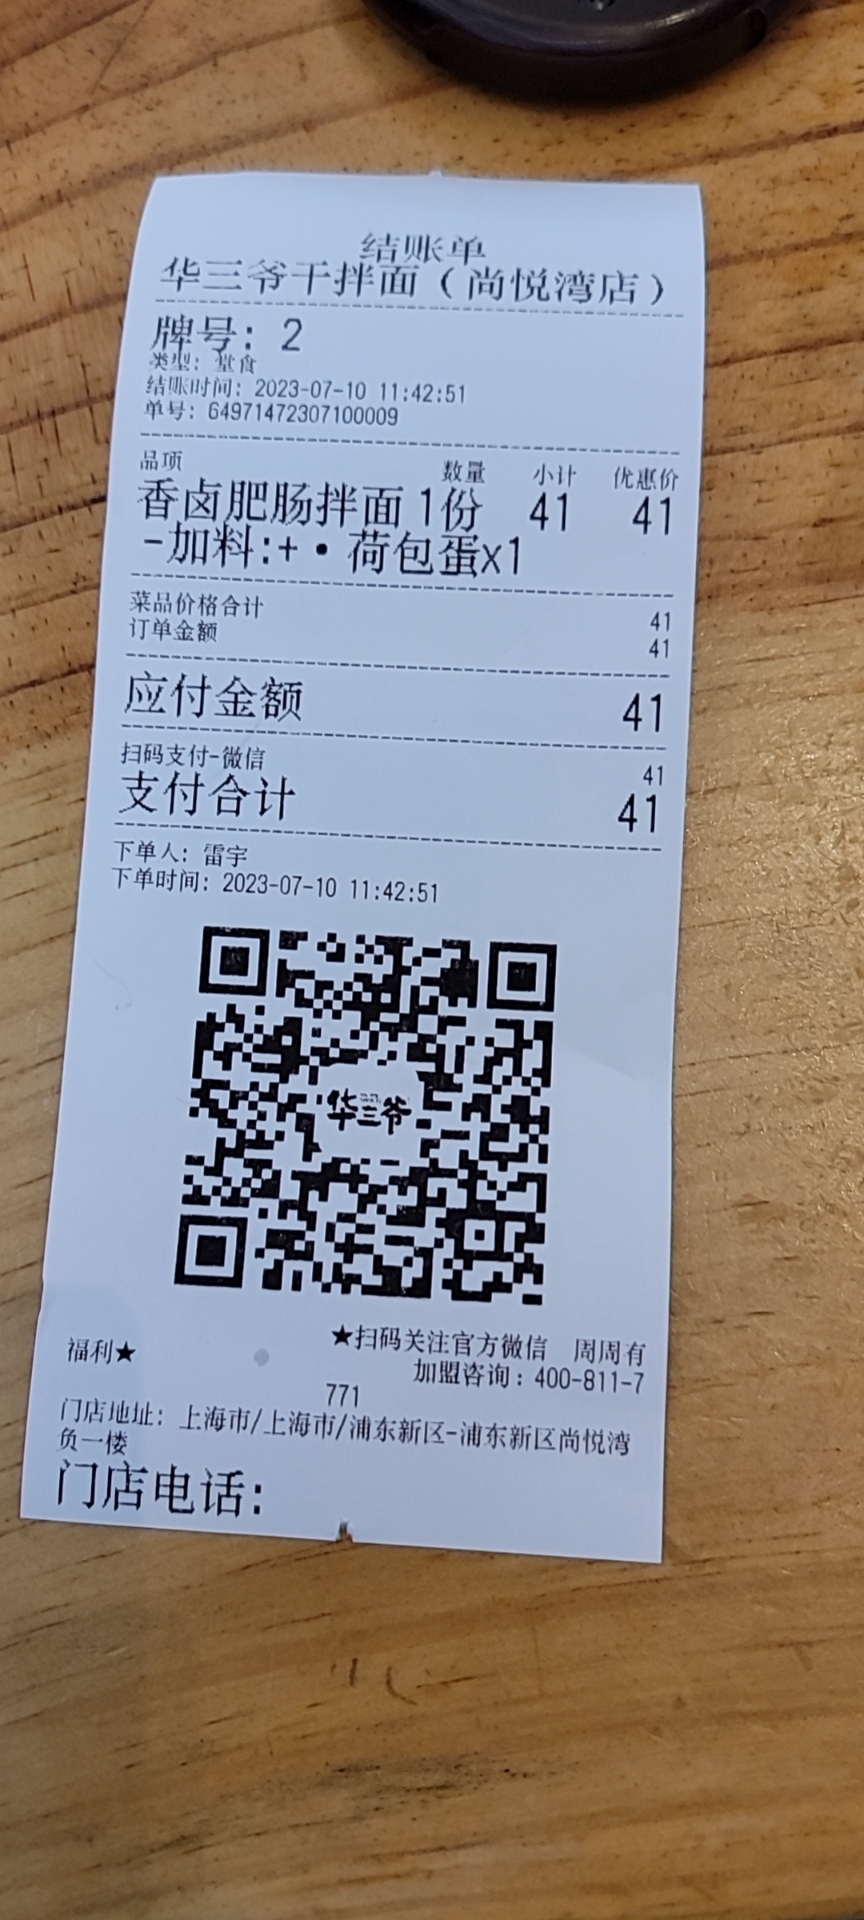 结账单
华三爷干拌面（尚悦湾店）
牌号: 2
类型: 堂食
结账时间: 2023-07-10 11:42:51
单号: 64971472307100009
品项 数量 小计 优惠价
香卤肥肠拌面 1份 41 41
-加料:+·荷包蛋x1
菜品价格合计 41
订单金额 41
应付金额 41
扫码支付-微信 41
支付合计 41
下单人: 雷宇
下单时间: 2023-07-10 11:42:51
华三爷
★扫码关注官方微信 周周有
福利★
加盟咨询: 400-811-7
771
门店地址: 上海市/上海市/浦东新区-浦东新区尚悦湾
负一楼
门店电话: